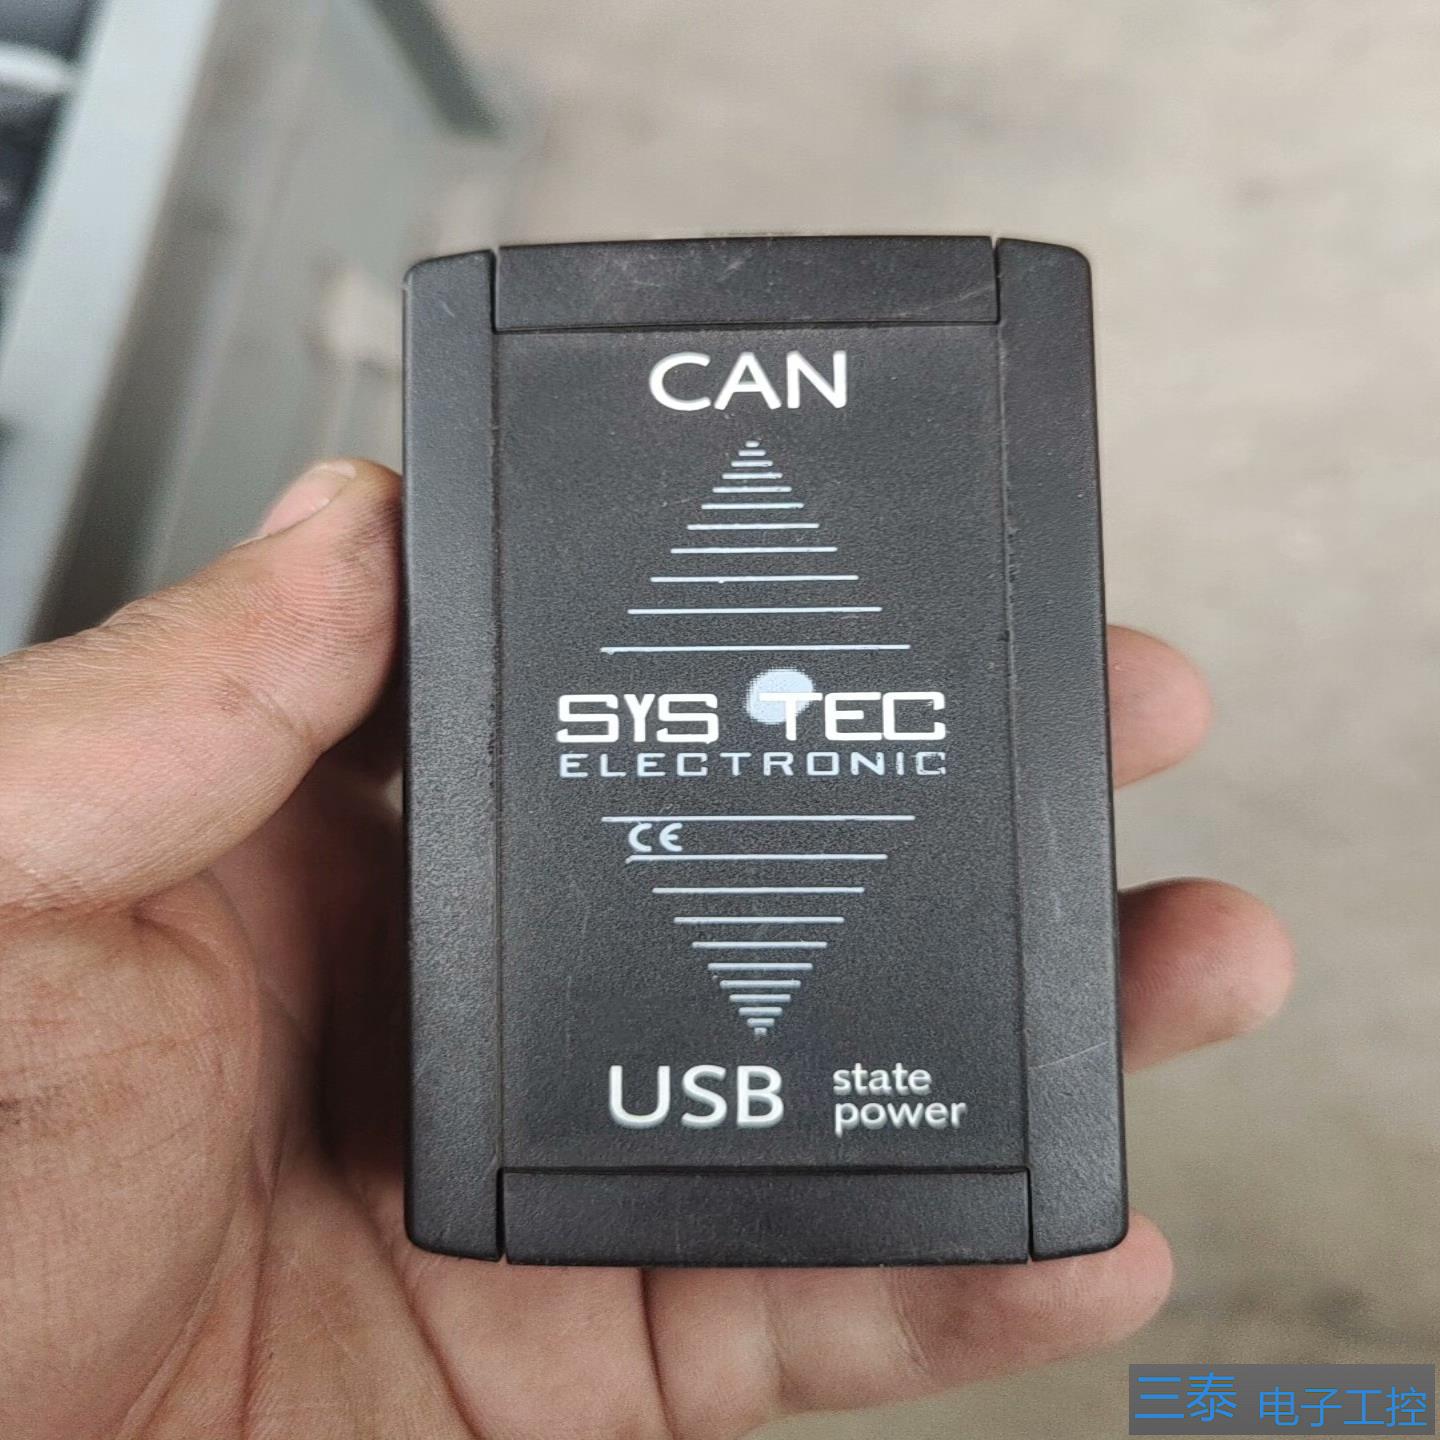 CAN
SYS TEC
ELECTRONIC
CE
USB
state
power
三泰 电子工控